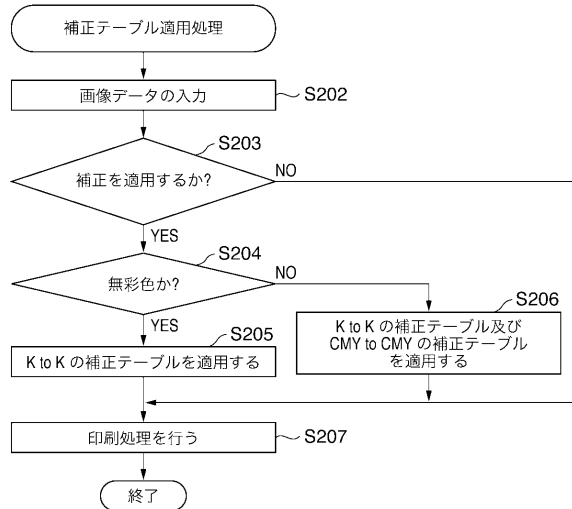 補正テーブル適用処理
画像データの入力
S202
S203
補正を適用するか?
NO
YES
S204
無彩色か?
NO
YES
S205
K to K の補正テーブルを適用する
S206
K to K の補正テーブル及び
CMY to CMY の補正テーブル
を適用する
印刷処理を行う
S207
終了